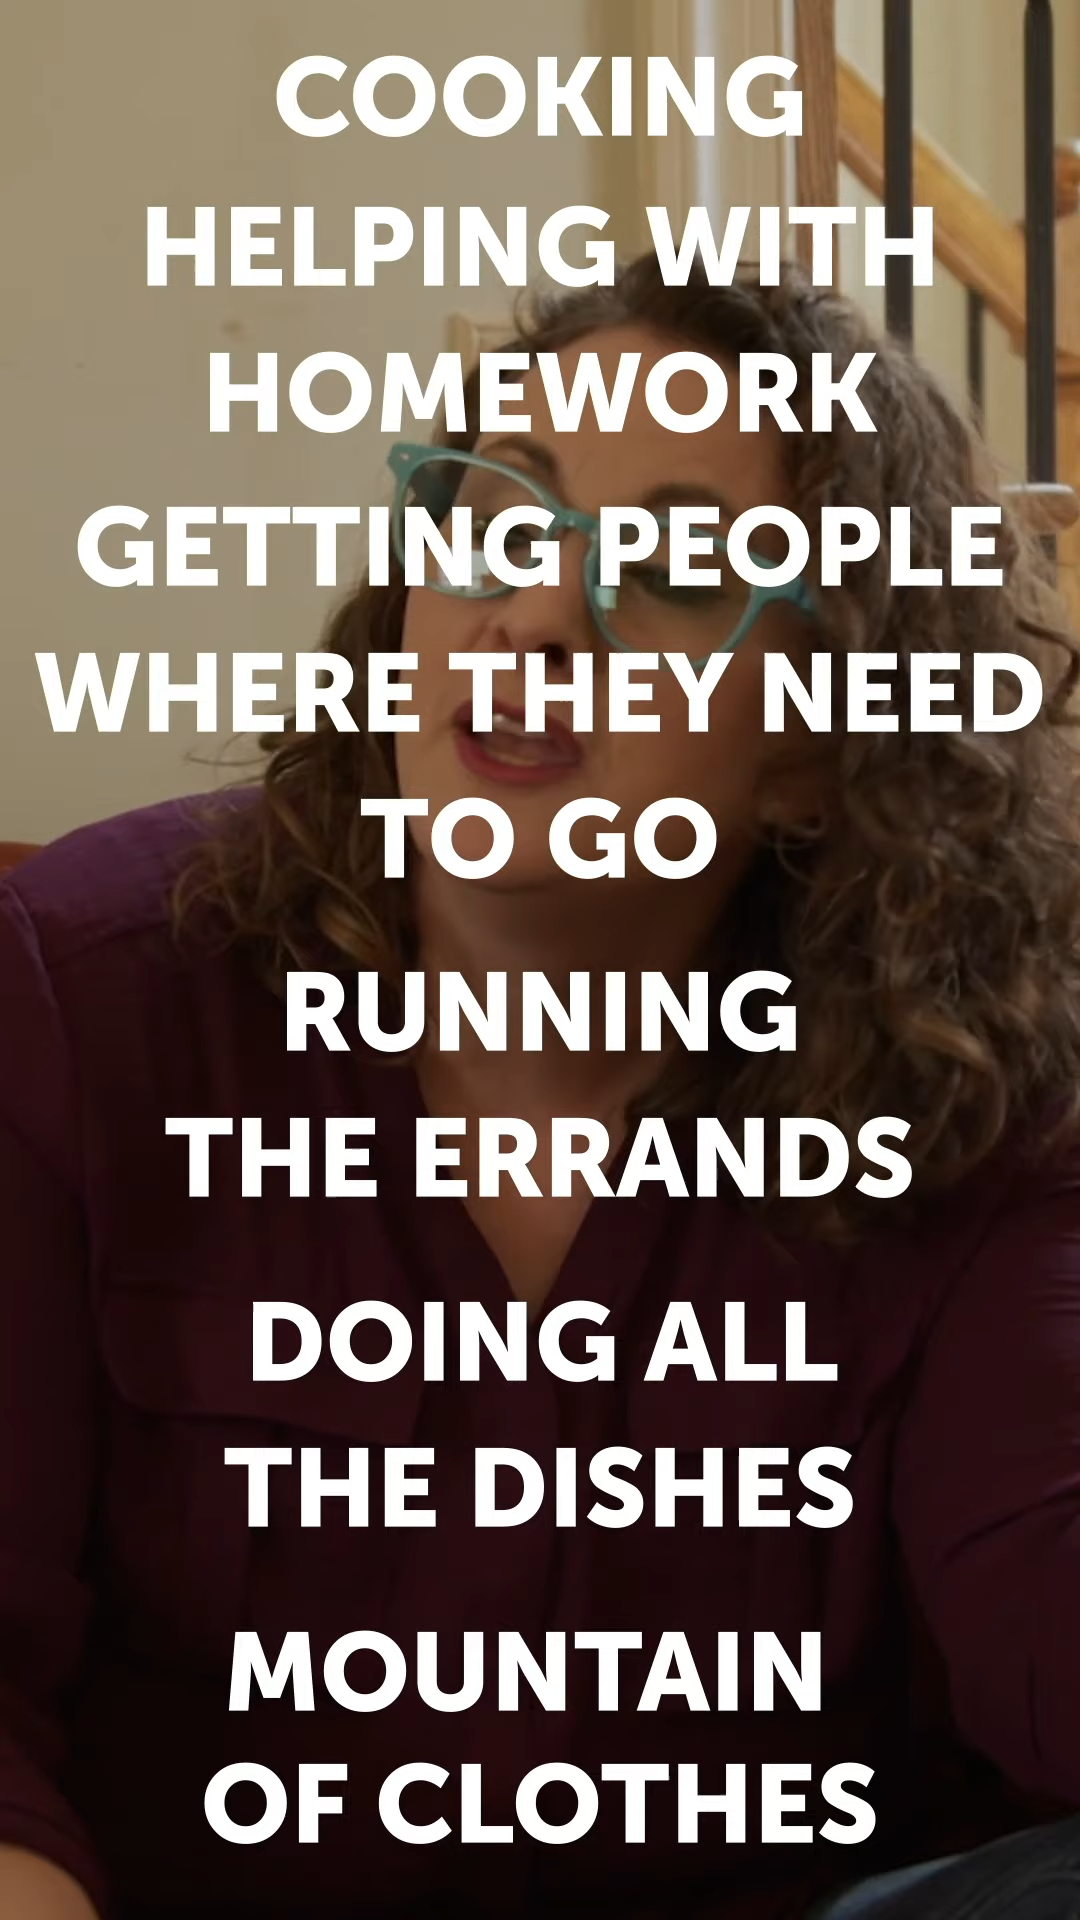 COOKING
HELPING WITH
HOMEWORK
GETTING PEOPLE
WHERE THEY NEED
TO GO
RUNNING
THE ERRANDS
DOING ALL
THE DISHES
MOUNTAIN
OF CLOTHES